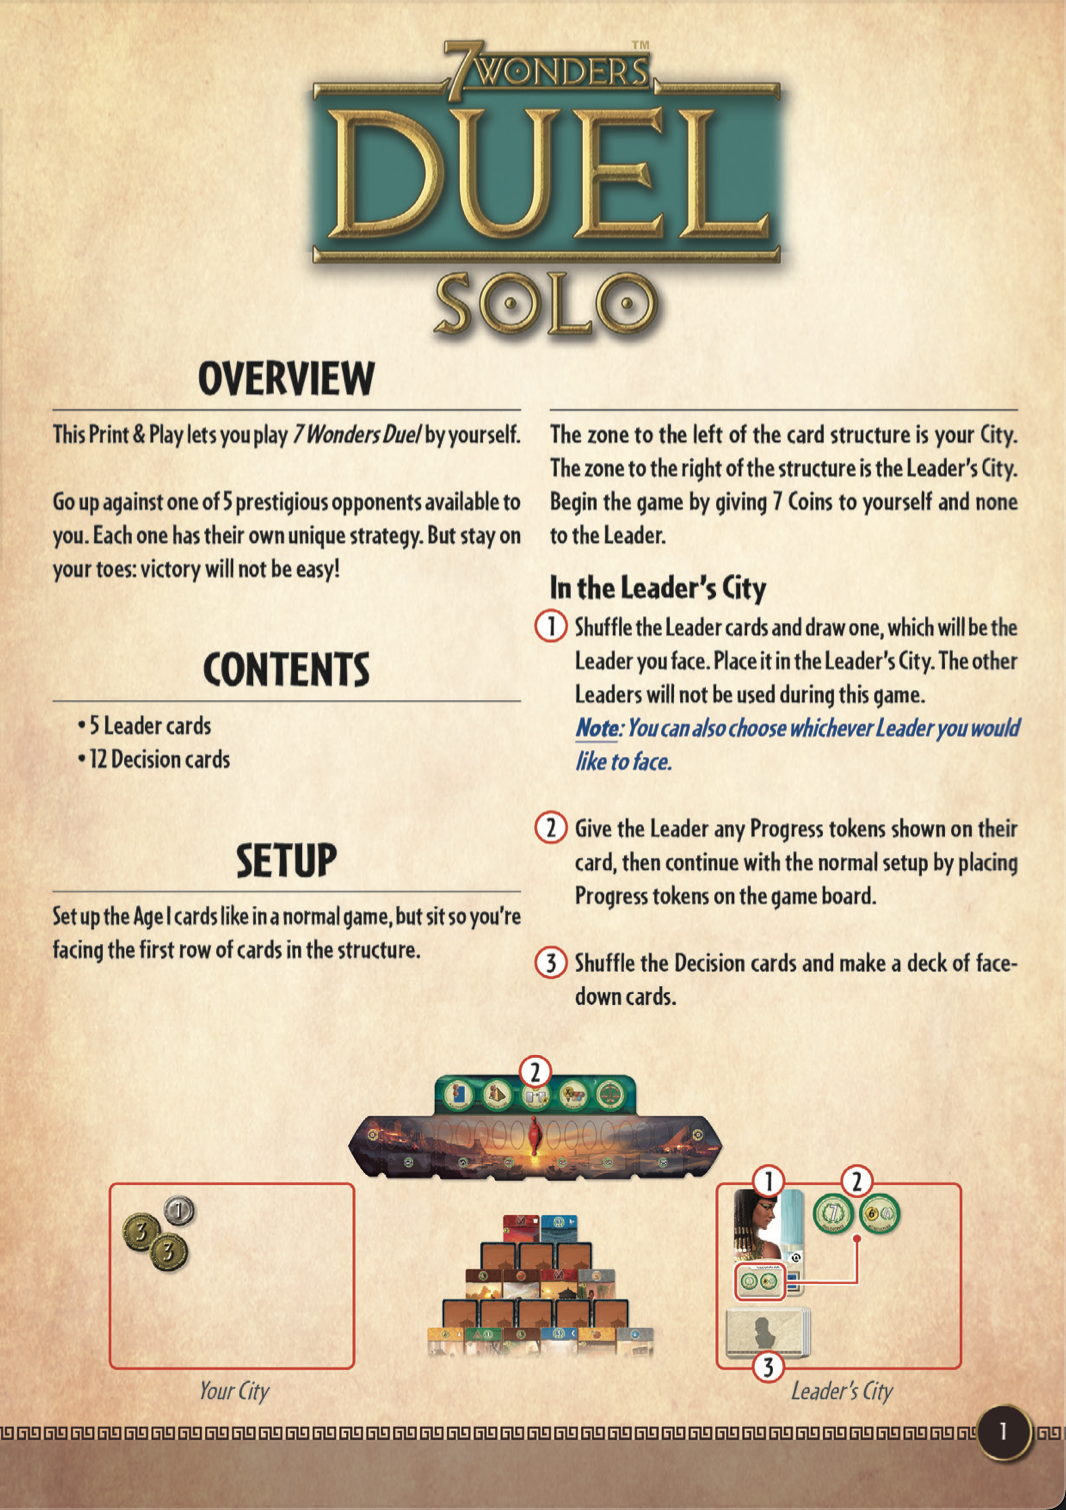 7 WONDERS™
DUEL
SOLO
OVERVIEW
This Print & Play lets you play 7 Wonders Duel by yourself.
Go up against one of 5 prestigious opponents available to
you. Each one has their own unique strategy. But stay on
your toes: victory will not be easy!
CONTENTS
• 5 Leader cards
• 12 Decision cards
SETUP
Set up the Age I cards like in a normal game, but sit so you're
facing the first row of cards in the structure.
The zone to the left of the card structure is your City.
The zone to the right of the structure is the Leader's City.
Begin the game by giving 7 Coins to yourself and none
to the Leader.
In the Leader's City
1 Shuffle the Leader cards and draw one, which will be the
Leader you face. Place it in the Leader's City. The other
Leaders will not be used during this game.
Note: You can also choose whichever Leader you would
like to face.
2 Give the Leader any Progress tokens shown on their
card, then continue with the normal setup by placing
Progress tokens on the game board.
3 Shuffle the Decision cards and make a deck of face-
down cards.
2
1
3
3
1
2
7
6
3
Your City
Leader's City
1